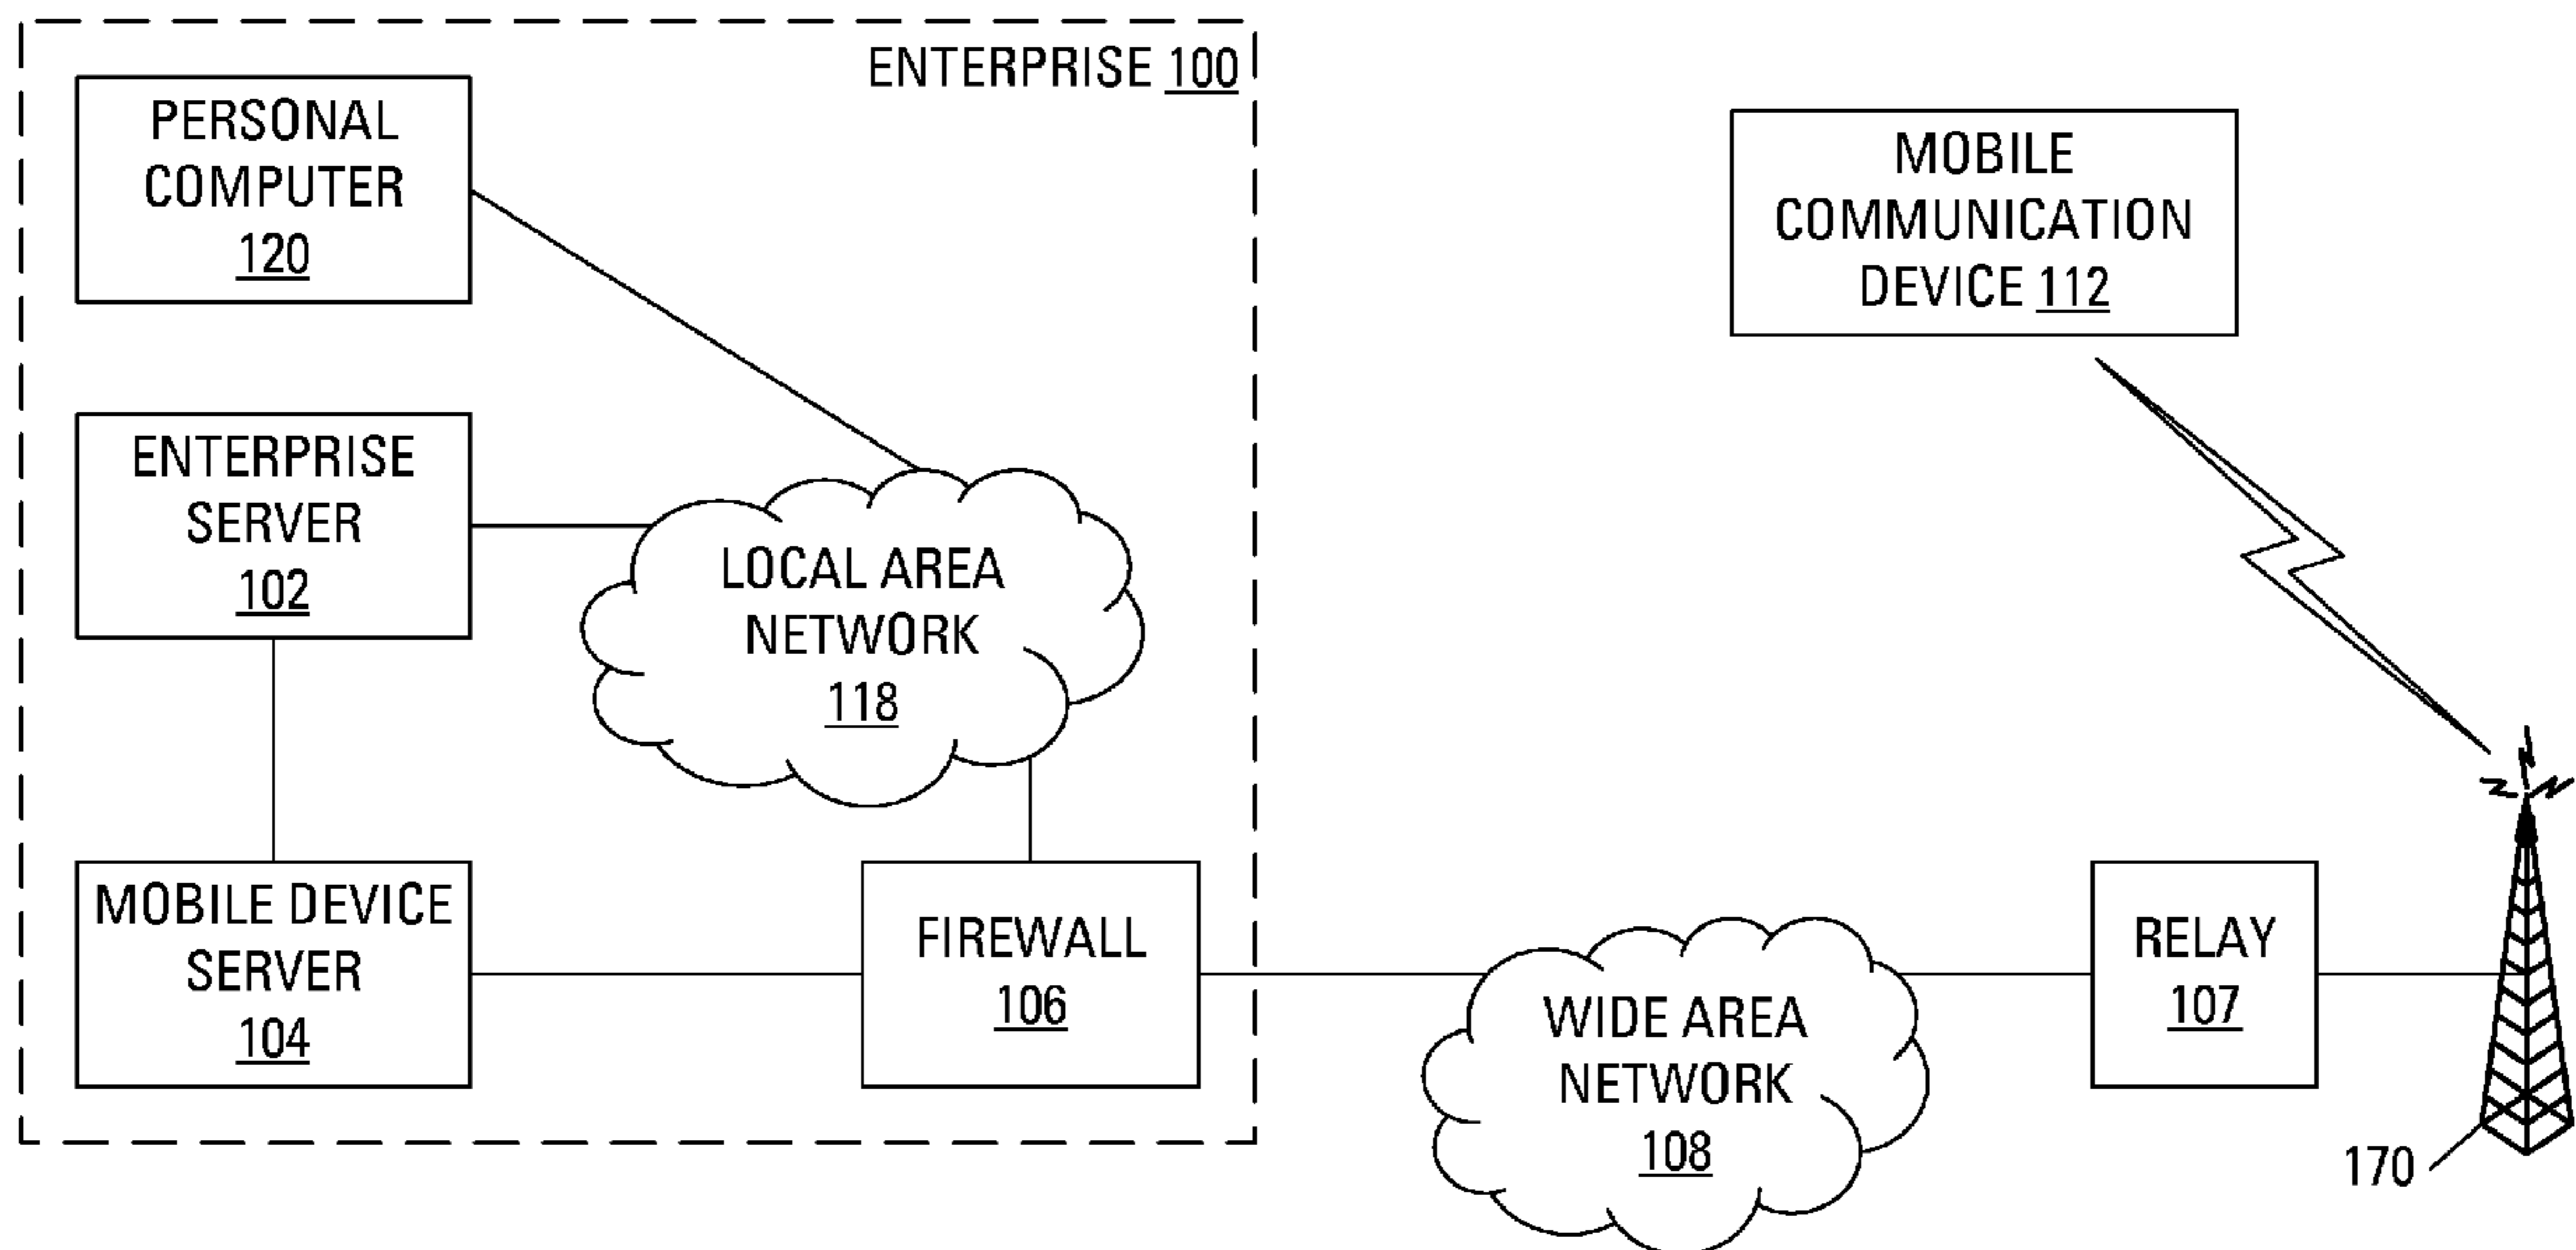 ENTERPRISE 100
PERSONAL
COMPUTER
120
MOBILE
COMMUNICATION
DEVICE 112
ENTERPRISE
SERVER
102
LOCAL AREA
NETWORK
118
MOBILE DEVICE
SERVER
104
FIREWALL
106
WIDE AREA
NETWORK
108
RELAY
107
170